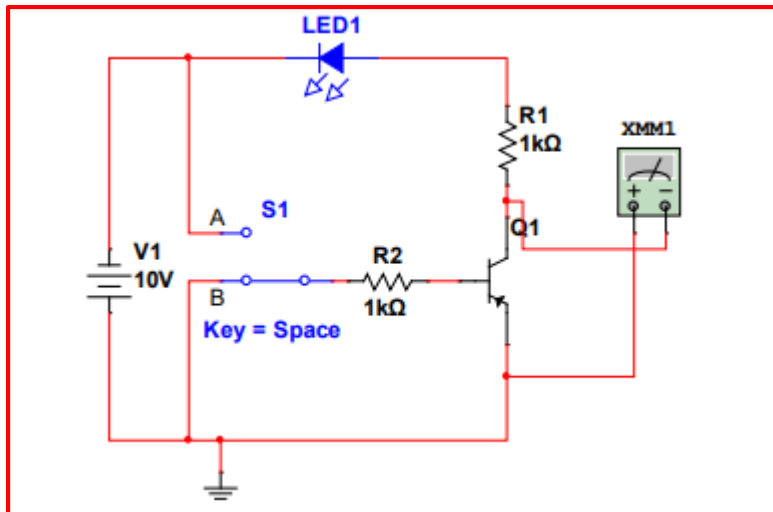 LED1
R1
1kΩ
XMM1
+ −
A
S1
Q1
V1
10V
R2
B
1kΩ
Key = Space